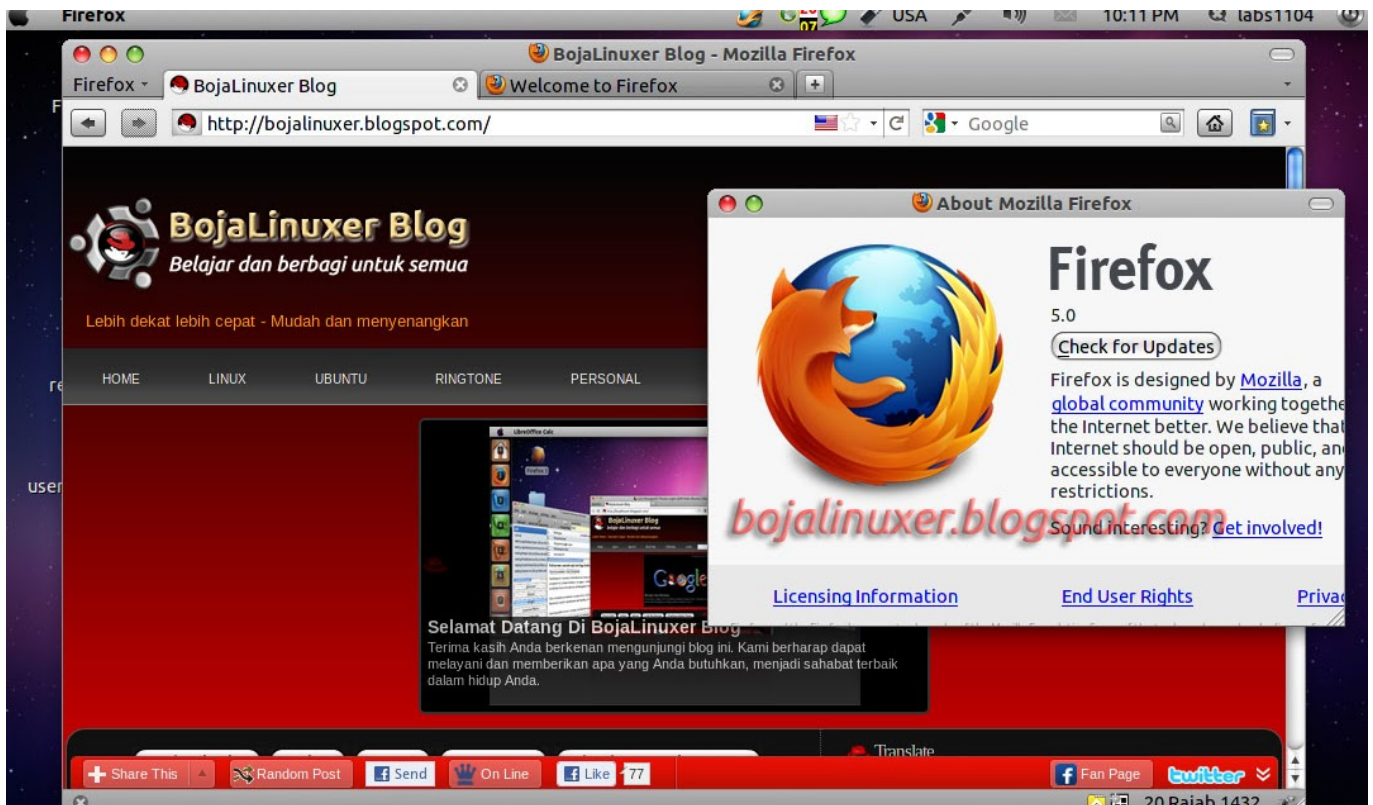 Firefox
USA
10:11 PM
labs1104
BojaLinuxer Blog - Mozilla Firefox
Firefox
BojaLinuxer Blog
Welcome to Firefox
http://bojalinuxer.blogspot.com/
Google
BojaLinuxer Blog
Belajar dan berbagi untuk semua
Lebih dekat lebih cepat - Mudah dan menyenangkan
HOME LINUX UBUNTU RINGTONE PERSONAL
LibreOffice Calc
BojaLinuxer Blog
Google
Selamat Datang Di BojaLinuxer Blog
Terima kasih Anda berkenan mengunjungi blog ini. Kami berharap dapat
melayani dan memberikan apa yang Anda butuhkan, menjadi sahabat terbaik
dalam hidup Anda.
About Mozilla Firefox
Firefox
5.0
Check for Updates
Firefox is designed by Mozilla, a
global community working togethe
the Internet better. We believe that
Internet should be open, public, an
accessible to everyone without any
restrictions.
Sound interesting? Get involved!
bojalinuxer.blogspot.com
Licensing Information End User Rights Privac
Translate
Share This
Random Post
Send
On Line
Like 77
Fan Page
twitter
20 Rajab 1432